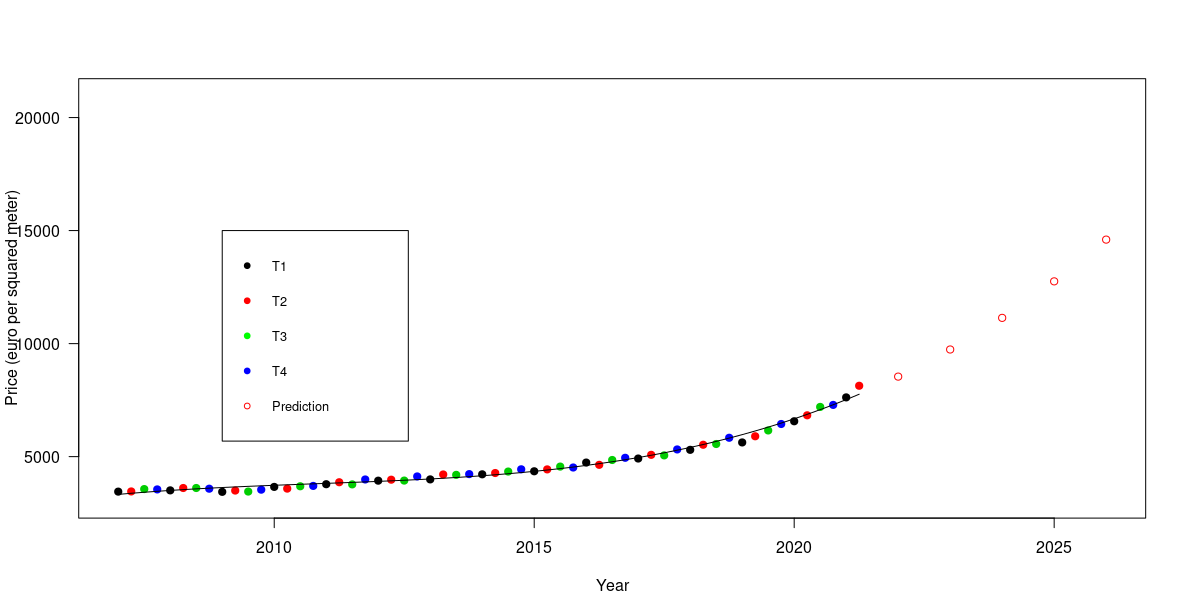 Price (euro per squared meter)
20000
15000
10000
5000
T1
T2
T3
T4
Prediction
2010
2015
2020
2025
Year